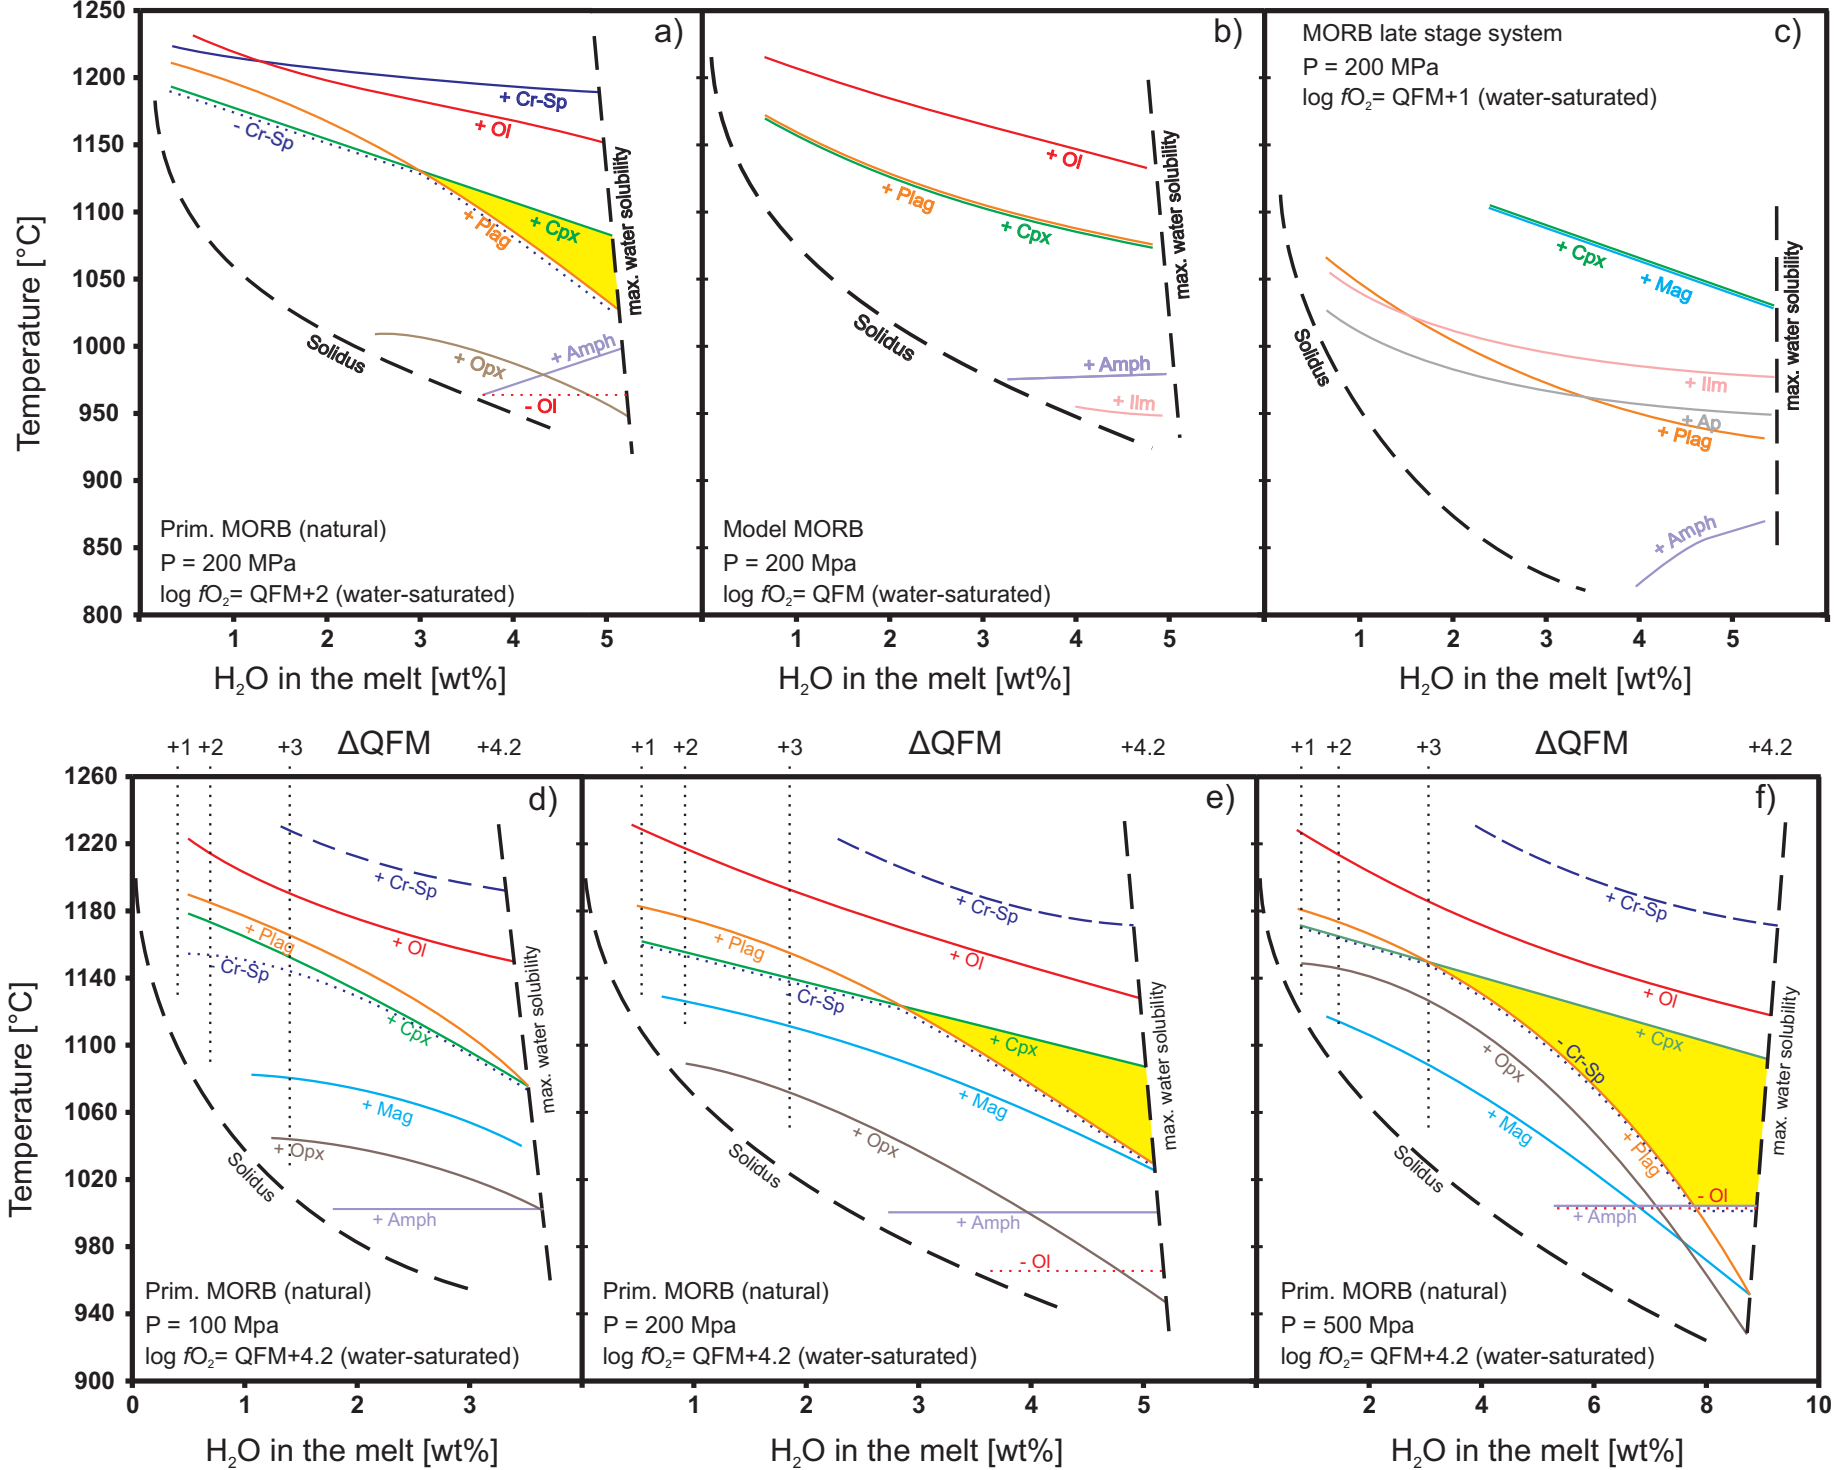 1250
1200
1150
1100
1050
1000
950
900
850
800
Temperature [°C]
a)
+ Cr-Sp
+ Ol
- Cr-Sp
+ Plag
+ Cpx
max. water solubility
Solidus
+ Opx
+ Amph
- Ol
Prim. MORB (natural)
P = 200 MPa
log fO2= QFM+2 (water-saturated)
1 2 3 4 5
H2O in the melt [wt%]
b)
+ Ol
+ Plag
+ Cpx
max. water solubility
Solidus
+ Amph
+ Ilm
Model MORB
P = 200 Mpa
log fO2= QFM (water-saturated)
1 2 3 4 5
H2O in the melt [wt%]
MORB late stage system
c)
P = 200 MPa
log fO2= QFM+1 (water-saturated)
+ Cpx
+ Mag
max. water solubility
Solidus
+ Ilm
+ Ap
+ Plag
+ Amph
1 2 3 4 5
H2O in the melt [wt%]
+1 +2 +3 ΔQFM +4.2
1260
1220
1180
1140
1100
1060
1020
980
940
900
Temperature [°C]
d)
+ Cr-Sp
+ Ol
+ Plag
- Cr-Sp
+ Cpx
max. water solubility
+ Mag
+ Opx
Solidus
+ Amph
Prim. MORB (natural)
P = 100 Mpa
log fO2= QFM+4.2 (water-saturated)
0 1 2 3
H2O in the melt [wt%]
+1 +2 +3 ΔQFM +4.2
e)
+ Cr-Sp
+ Ol
+ Plag
- Cr-Sp
+ Cpx
max. water solubility
+ Mag
+ Opx
Solidus
+ Amph
- Ol
Prim. MORB (natural)
P = 200 Mpa
log fO2= QFM+4.2 (water-saturated)
1 2 3 4 5
H2O in the melt [wt%]
+1 +2 +3 ΔQFM +4.2
f)
+ Cr-Sp
+ Ol
+ Cpx
- Cr-Sp
+ Opx
max. water solubility
+ Mag
+ Plag
Solidus
- Ol
+ Amph
Prim. MORB (natural)
P = 500 Mpa
log fO2= QFM+4.2 (water-saturated)
2 4 6 8 10
H2O in the melt [wt%]